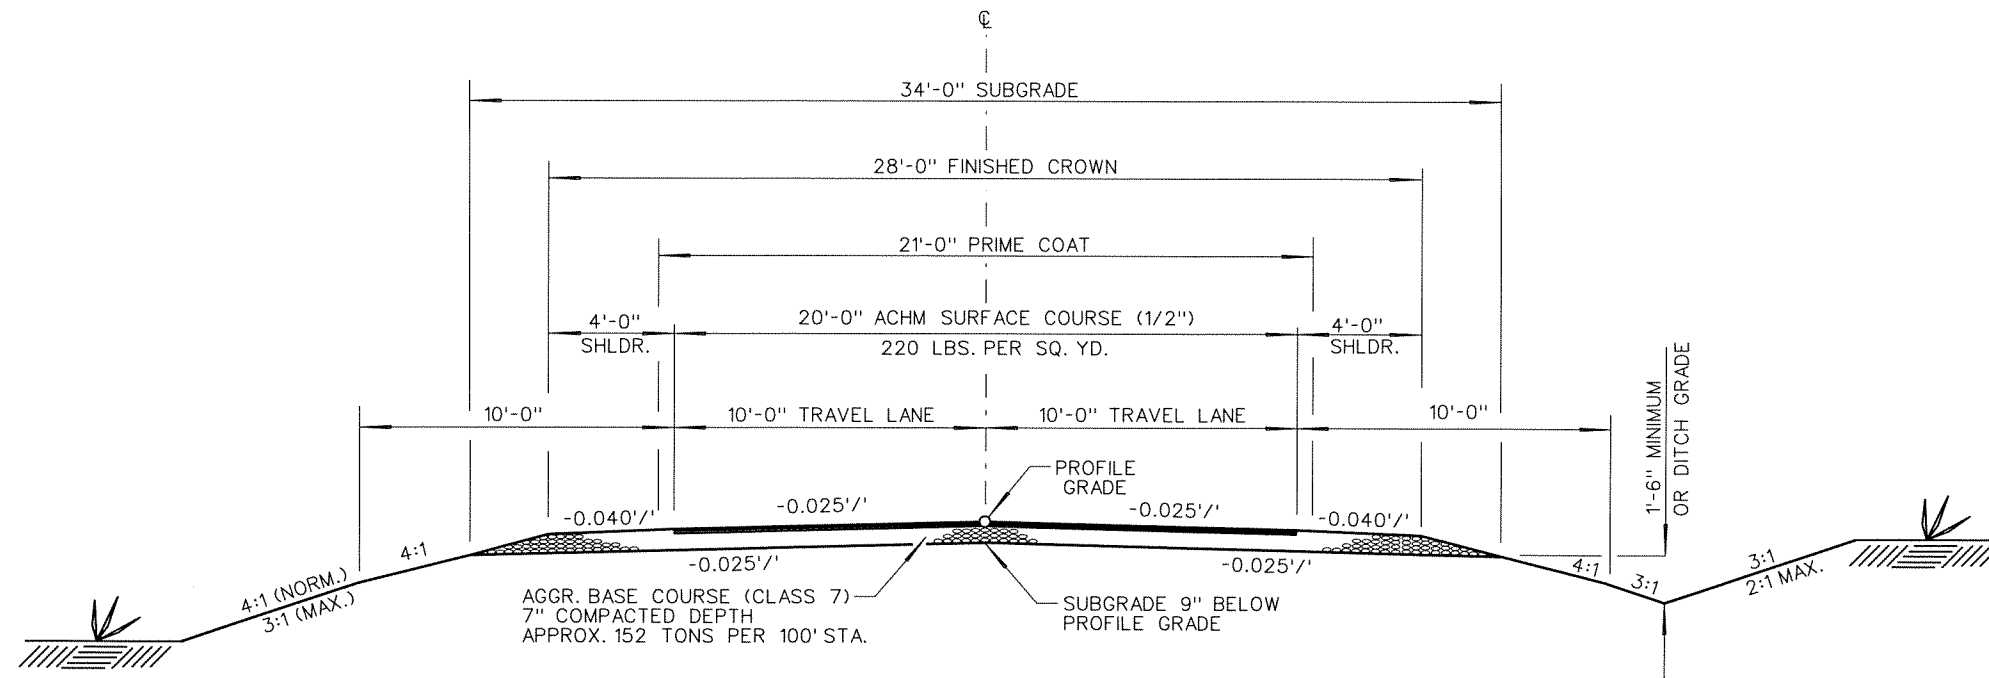 ℄
34'-0" SUBGRADE
28'-0" FINISHED CROWN
21'-0" PRIME COAT
4'-0"
SHLDR.
20'-0" ACHM SURFACE COURSE (1/2")
220 LBS. PER SQ. YD.
4'-0"
SHLDR.
10'-0"
10'-0" TRAVEL LANE
10'-0" TRAVEL LANE
10'-0"
1'-6" MINIMUM
OR DITCH GRADE
PROFILE
GRADE
-0.040'/'
-0.025'/'
-0.025'/'
-0.040'/'
4:1
-0.025'/'
-0.025'/'
4:1
3:1
3:1
2:1 MAX.
4:1 (NORM.)
3:1 (MAX.)
AGGR. BASE COURSE (CLASS 7)
7" COMPACTED DEPTH
APPROX. 152 TONS PER 100' STA.
SUBGRADE 9" BELOW
PROFILE GRADE